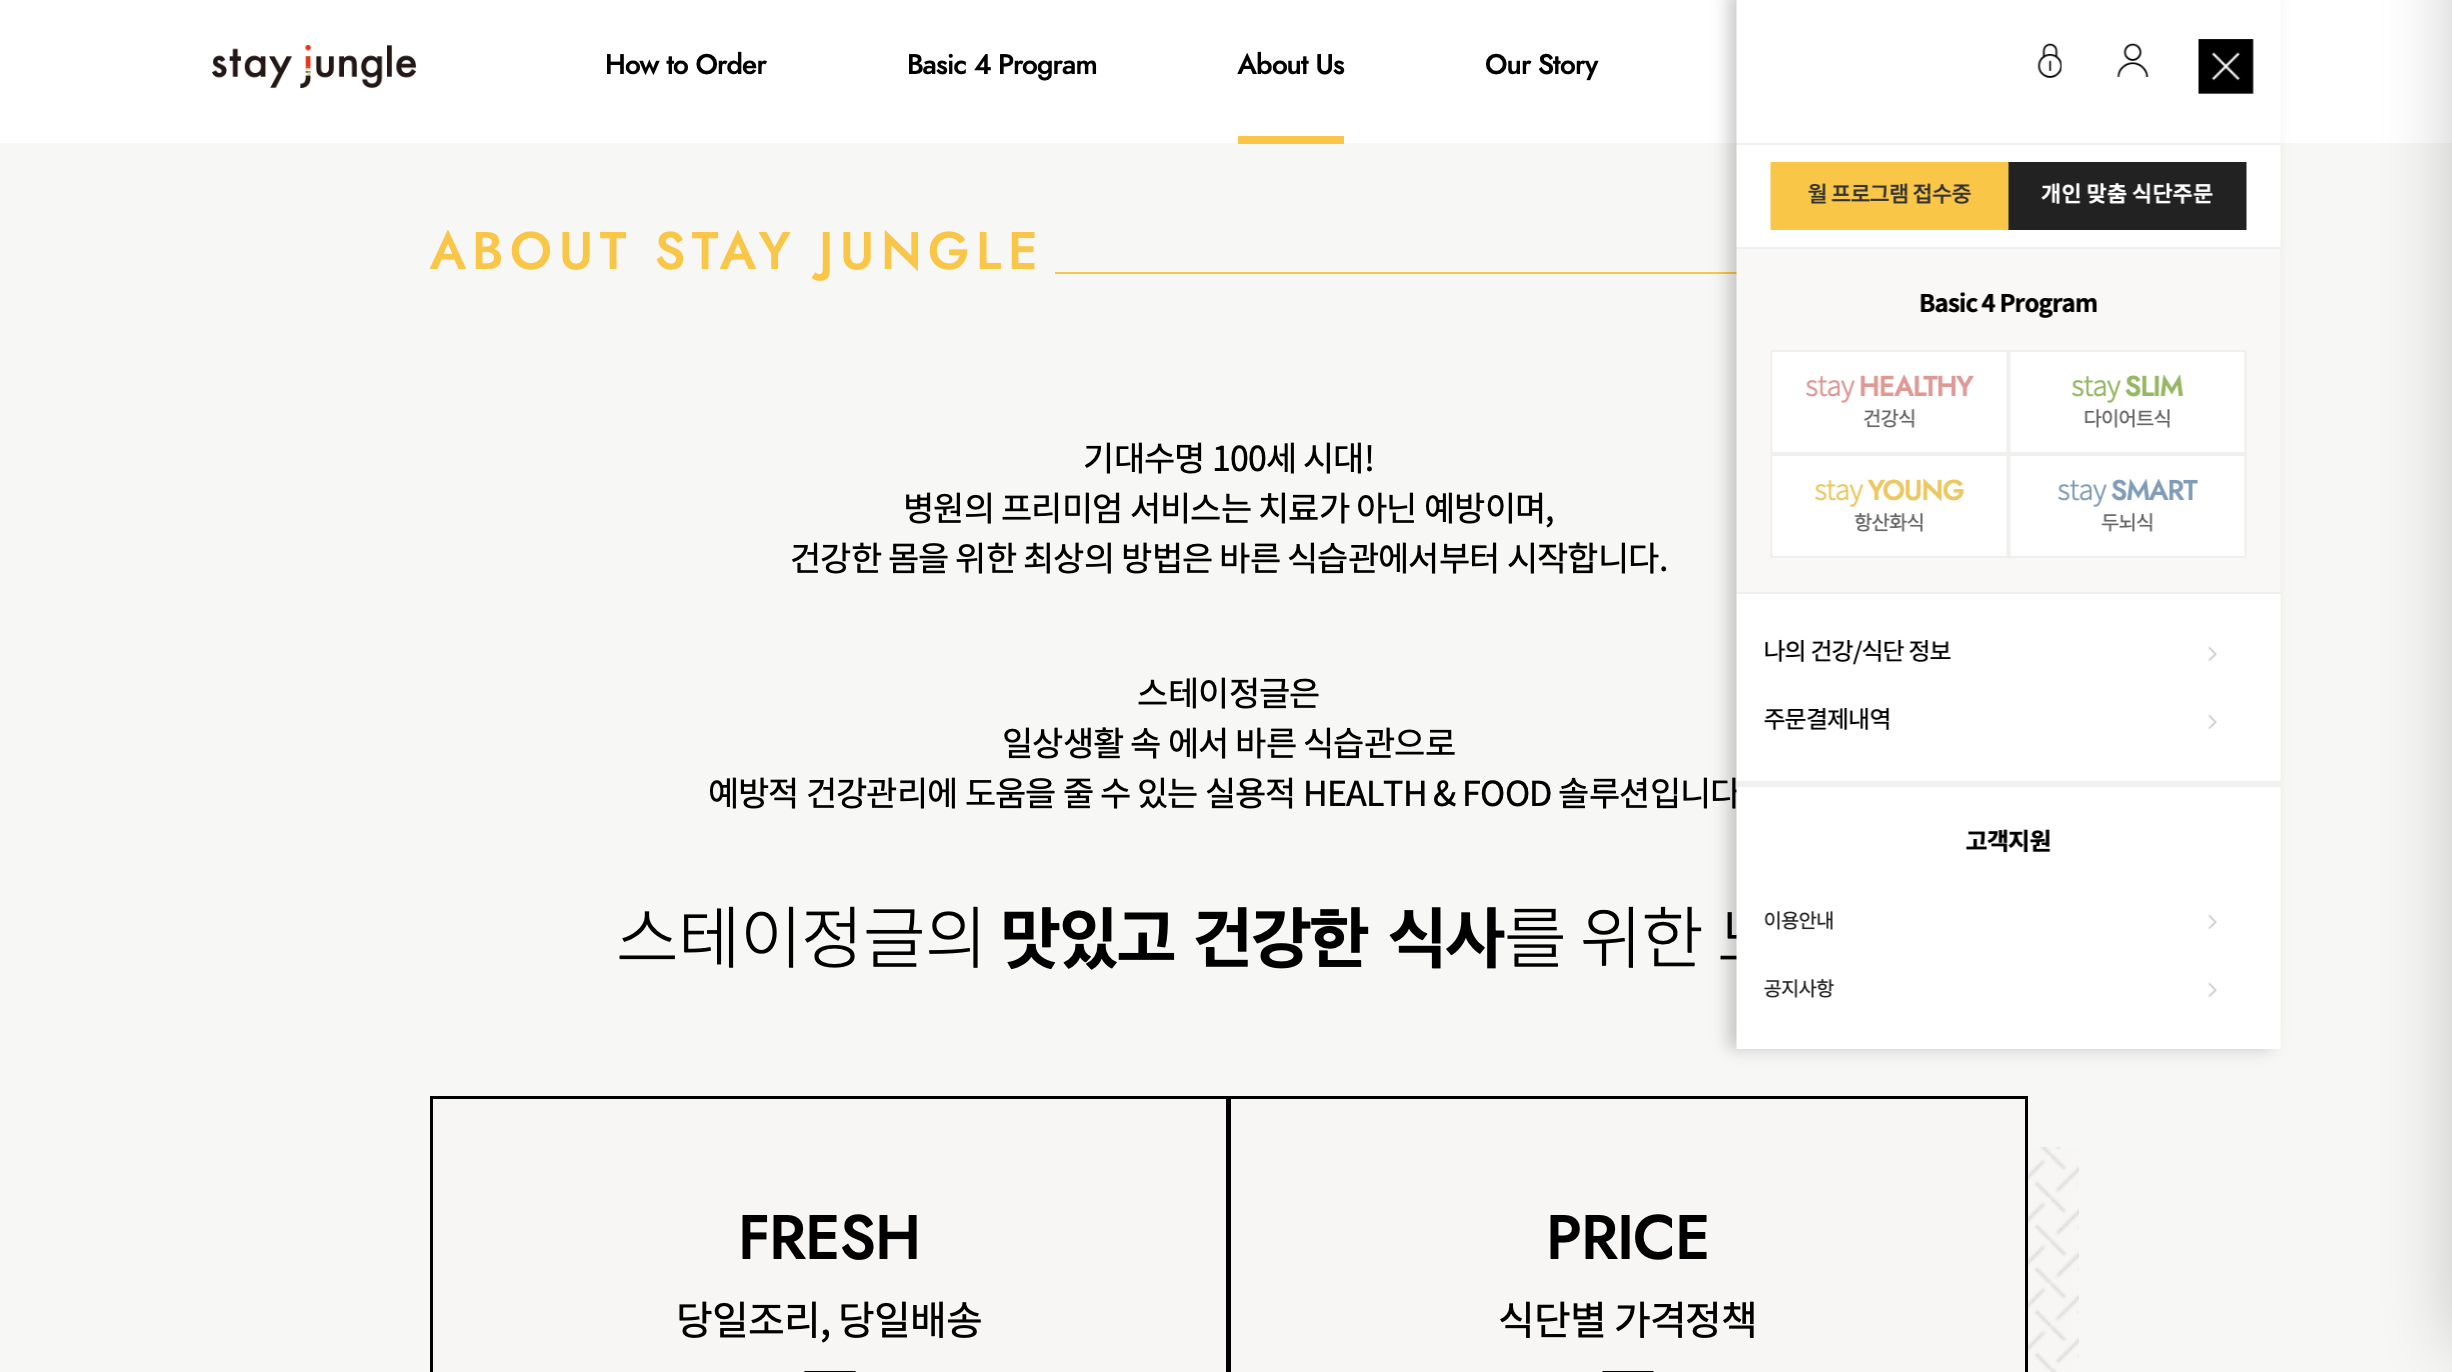 stay jungle
How to Order
Basic 4 Program
About Us
Our Story
ABOUT STAY JUNGLE
기대수명 100세 시대!
병원의 프리미엄 서비스는 치료가 아닌 예방이며,
건강한 몸을 위한 최상의 방법은 바른 식습관에서부터 시작합니다.
스테이정글은
일상생활 속 에서 바른 식습관으로
예방적 건강관리에 도움을 줄 수 있는 실용적 HEALTH & FOOD 솔루션입니다
스테이정글의 맛있고 건강한 식사를 위한
FRESH
당일조리, 당일배송
PRICE
식단별 가격정책
월 프로그램 접수중
개인 맞춤 식단주문
Basic 4 Program
stay HEALTHY
건강식
stay SLIM
다이어트식
stay YOUNG
항산화식
stay SMART
두뇌식
나의 건강/식단 정보
주문결제내역
고객지원
이용안내
공지사항